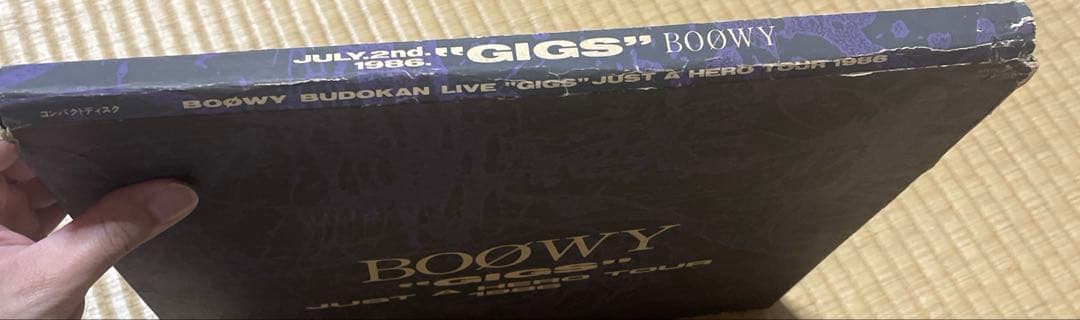 JULY.2nd.
1986.
"GIGS" BOØWY
コンパクトディスク
BOØWY BUDOKAN LIVE "GIGS" JUST A HERO TOUR 1986
BOØWY
"GIGS"
JUST A HERO TOUR
1986